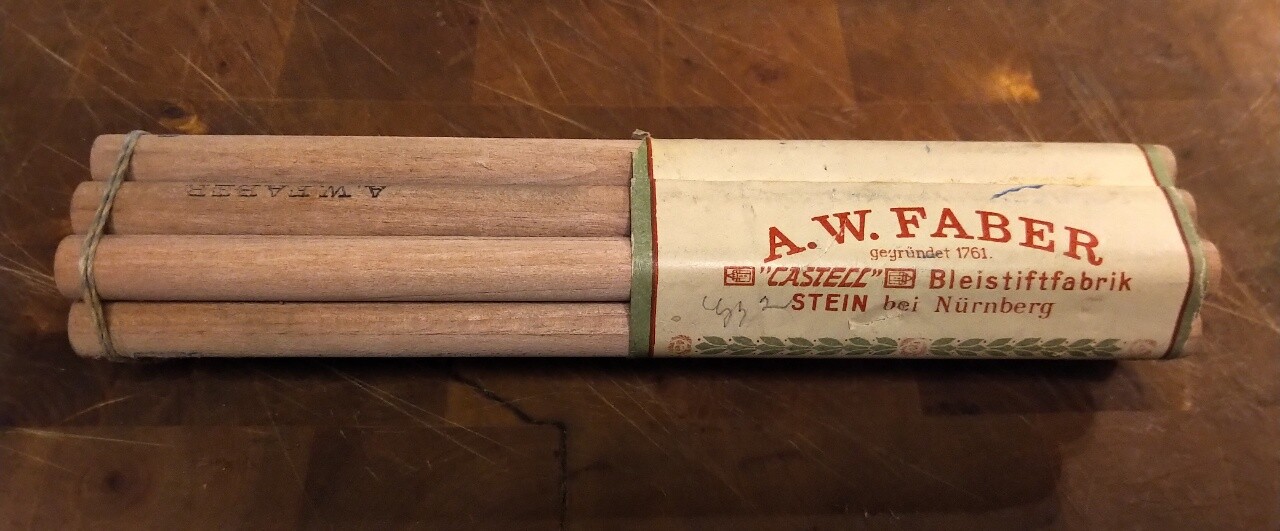 A.W. FABER
A.W. FABER
gegründet 1761.
"CASTELL" Bleistiftfabrik
STEIN bei Nürnberg